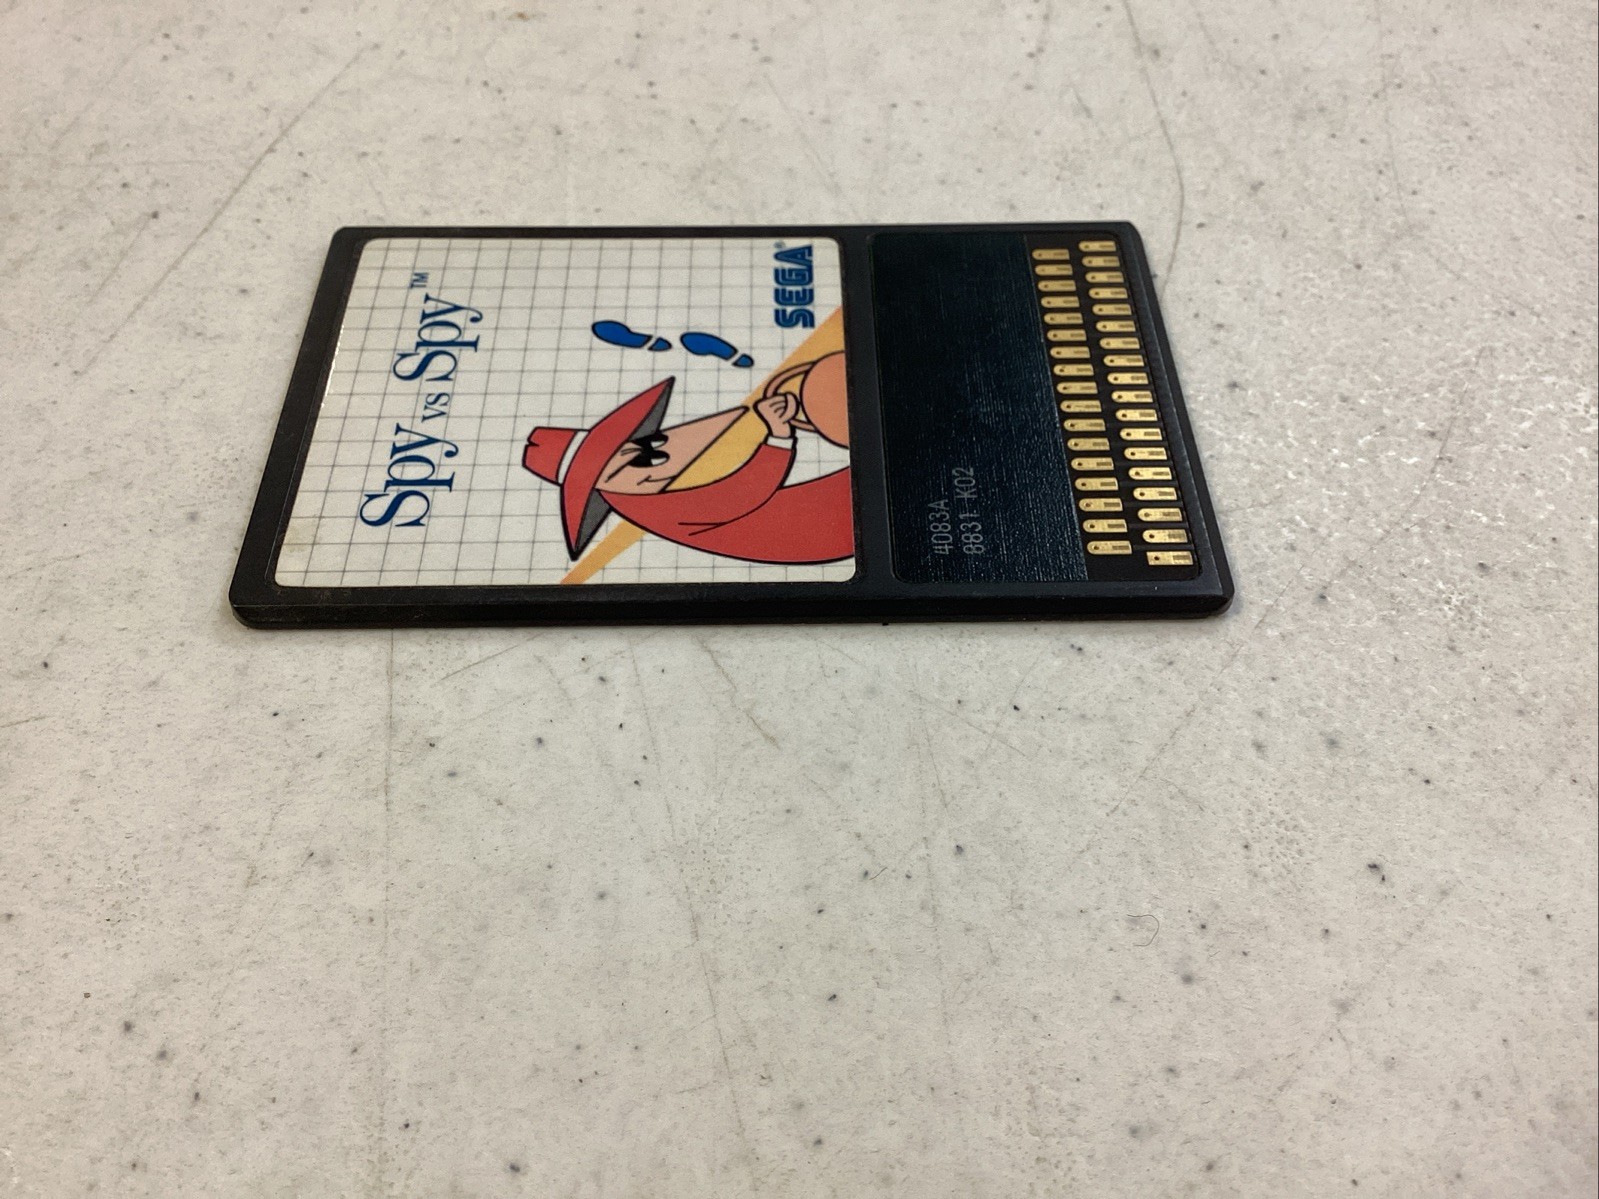 Spy vs Spy™
SEGA®
4083A
8831 K02